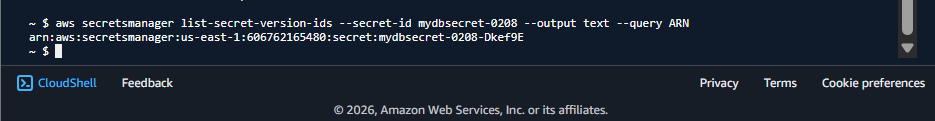 ~ $ aws secretsmanager list-secret-version-ids --secret-id mydbsecret-0208 --output text --query ARN
arn:aws:secretsmanager:us-east-1:606762165480:secret:mydbsecret-0208-Dkef9E
~ $
CloudShell Feedback Privacy Terms Cookie preferences
© 2026, Amazon Web Services, Inc. or its affiliates.